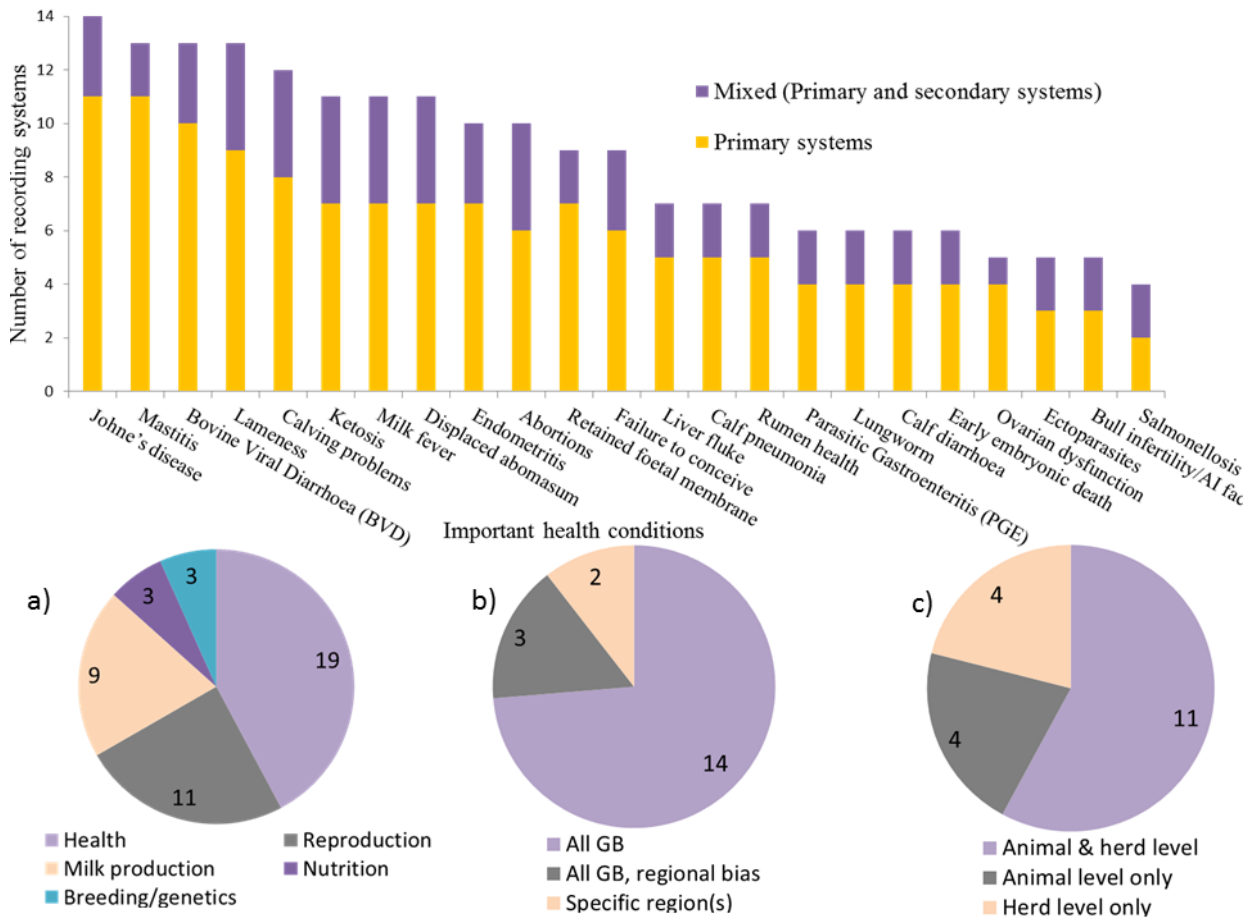 14
12
10
8
6
4
2
0
Number of recording systems
Mixed (Primary and secondary systems)
Primary systems
Johne's disease
Mastitis
Bovine Viral Diarrhoea (BVD)
Lameness
Calving problems
Ketosis
Milk fever
Displaced abomasum
Endometritis
Abortions
Retained foetal membrane
Failure to conceive
Liver fluke
Calf pneumonia
Rumen health
Parasitic Gastroenteritis (PGE)
Lungworm
Calf diarrhoea
Early embryonic death
Ovarian dysfunction
Ectoparasites
Bull infertility/AI fac
Salmonellosis
Important health conditions
a)
3
3
19
9
11
Health
Reproduction
Milk production
Nutrition
Breeding/genetics
b)
2
3
14
All GB
All GB, regional bias
Specific region(s)
c)
4
4
11
Animal & herd level
Animal level only
Herd level only